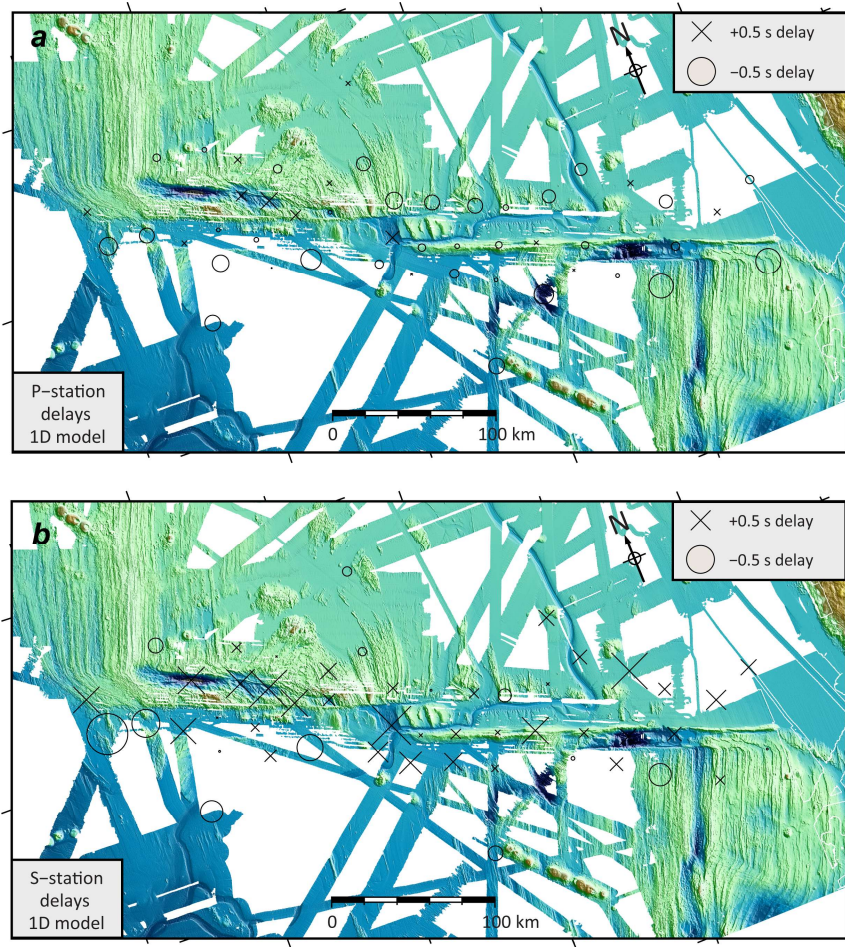 a
N
+0.5 s delay
−0.5 s delay
P−station
delays
1D model
0 100 km
b
N
+0.5 s delay
−0.5 s delay
S−station
delays
1D model
0 100 km